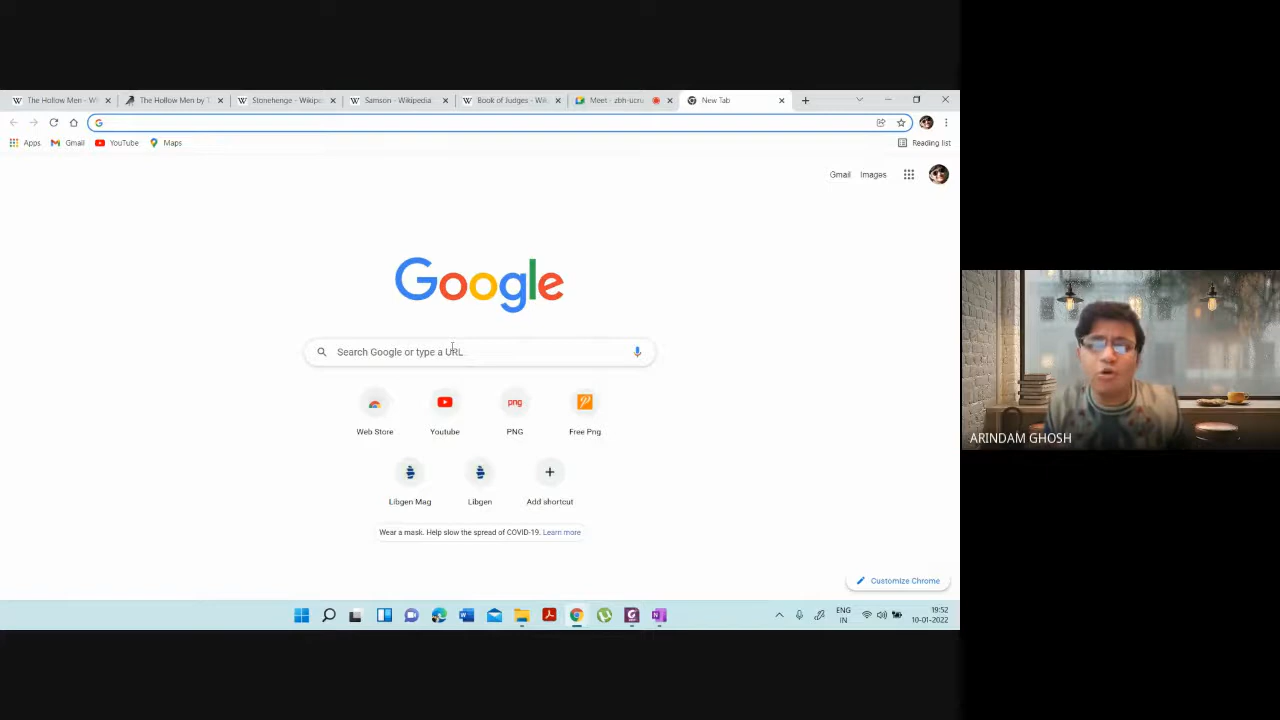 The Hollow Men - W
The Hollow Men by T
Stonehenge - Wikipe
Samson - Wikipedia
Book of Judges - Wik
Meet - zbh-ucru
New Tab
Apps
Gmail
YouTube
Maps
Reading list
Gmail
Images
Google
Search Google or type a URL
Web Store
Youtube
png
PNG
Free Png
Libgen Mag
Libgen
Add shortcut
Wear a mask. Help slow the spread of COVID-19. Learn more
Customize Chrome
ENG
IN
19:52
10-01-2022
ARINDAM GHOSH